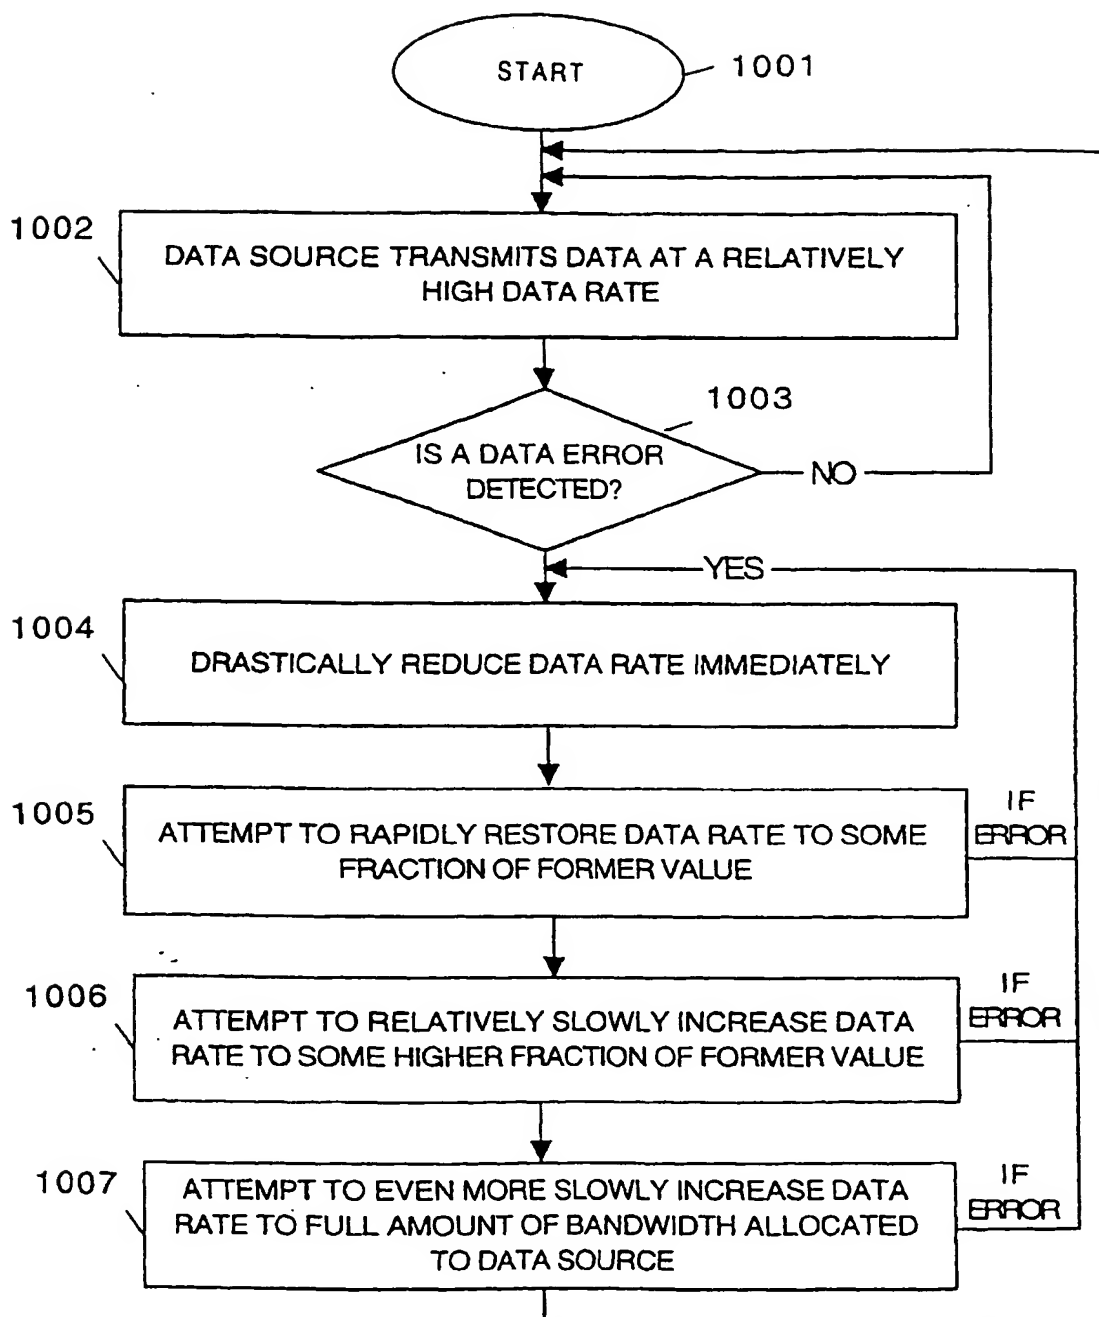 START
1001
1002
DATA SOURCE TRANSMITS DATA AT A RELATIVELY
HIGH DATA RATE
1003
IS A DATA ERROR
DETECTED?
NO
YES
1004
DRASTICALLY REDUCE DATA RATE IMMEDIATELY
1005
ATTEMPT TO RAPIDLY RESTORE DATA RATE TO SOME
FRACTION OF FORMER VALUE
IF
ERROR
1006
ATTEMPT TO RELATIVELY SLOWLY INCREASE DATA
RATE TO SOME HIGHER FRACTION OF FORMER VALUE
IF
ERROR
1007
ATTEMPT TO EVEN MORE SLOWLY INCREASE DATA
RATE TO FULL AMOUNT OF BANDWIDTH ALLOCATED
TO DATA SOURCE
IF
ERROR